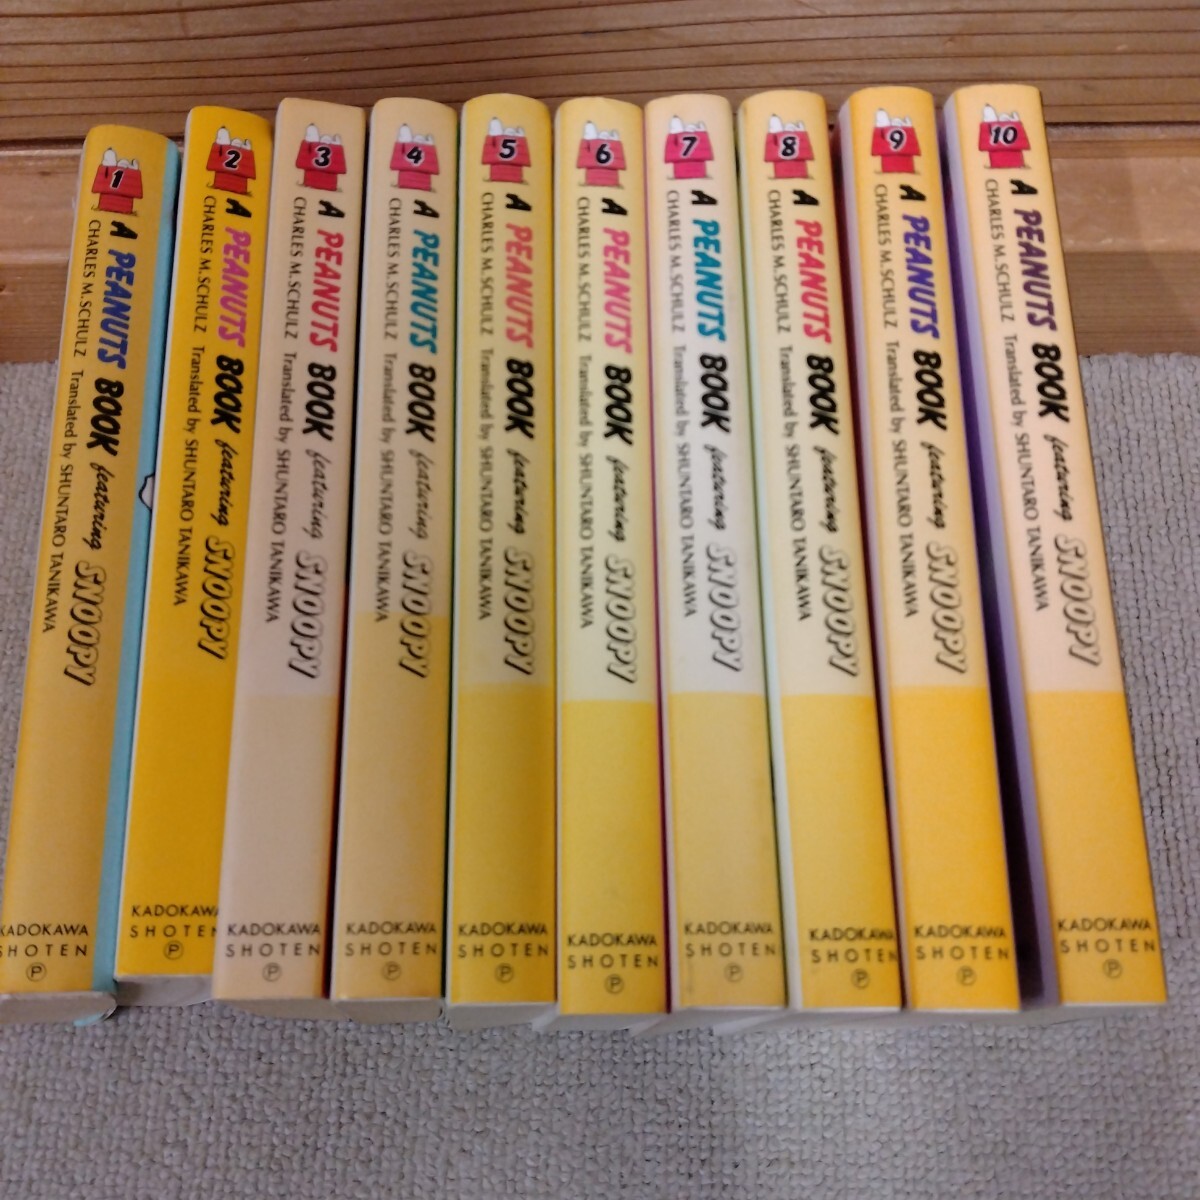 1
A PEANUTS BOOK featuring SNOOPY
CHARLES M. SCHULZ Translated by SHUNTARO TANIKAWA
KADOKAWA
SHOTEN
P
2
A PEANUTS BOOK featuring SNOOPY
CHARLES M. SCHULZ Translated by SHUNTARO TANIKAWA
KADOKAWA
SHOTEN
P
3
A PEANUTS BOOK featuring SNOOPY
CHARLES M. SCHULZ Translated by SHUNTARO TANIKAWA
KADOKAWA
SHOTEN
P
4
A PEANUTS BOOK featuring SNOOPY
CHARLES M. SCHULZ Translated by SHUNTARO TANIKAWA
KADOKAWA
SHOTEN
P
5
A PEANUTS BOOK featuring SNOOPY
CHARLES M. SCHULZ Translated by SHUNTARO TANIKAWA
KADOKAWA
SHOTEN
P
6
A PEANUTS BOOK featuring SNOOPY
CHARLES M. SCHULZ Translated by SHUNTARO TANIKAWA
KADOKAWA
SHOTEN
P
7
A PEANUTS BOOK featuring SNOOPY
CHARLES M. SCHULZ Translated by SHUNTARO TANIKAWA
KADOKAWA
SHOTEN
P
8
A PEANUTS BOOK featuring SNOOPY
CHARLES M. SCHULZ Translated by SHUNTARO TANIKAWA
KADOKAWA
SHOTEN
P
9
A PEANUTS BOOK featuring SNOOPY
CHARLES M. SCHULZ Translated by SHUNTARO TANIKAWA
KADOKAWA
SHOTEN
P
10
A PEANUTS BOOK featuring SNOOPY
CHARLES M. SCHULZ Translated by SHUNTARO TANIKAWA
KADOKAWA
SHOTEN
P